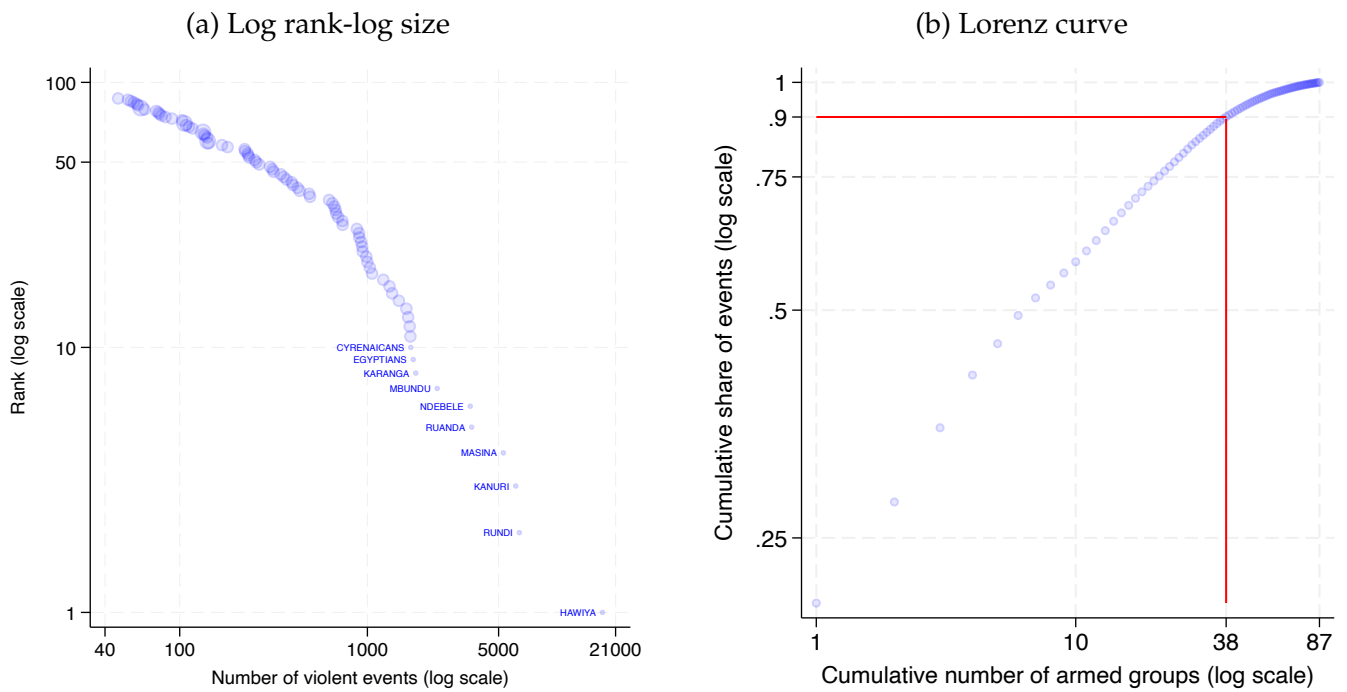 (a) Log rank-log size
100
50
10
1
Rank (log scale)
CYRENAICANS
EGYPTIANS
KARANGA
MBUNDU
NDEBELE
RUANDA
MASINA
KANURI
RUNDI
HAWIYA
40 100 1000 5000 21000
Number of violent events (log scale)
(b) Lorenz curve
1
.9
.75
.5
.25
Cumulative share of events (log scale)
1 10 38 87
Cumulative number of armed groups (log scale)